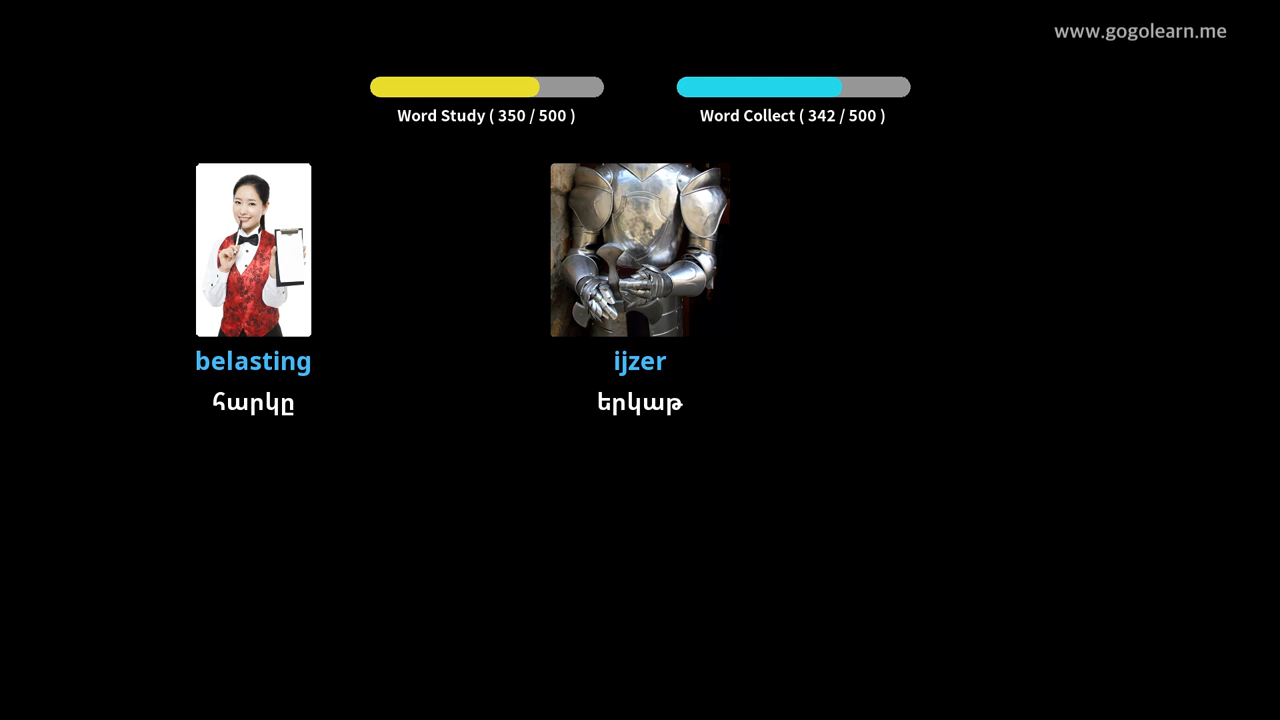 www.gogolearn.me
Word Study ( 350 / 500 )
Word Collect ( 342 / 500 )
belasting
հարկը
ijzer
երկաթ